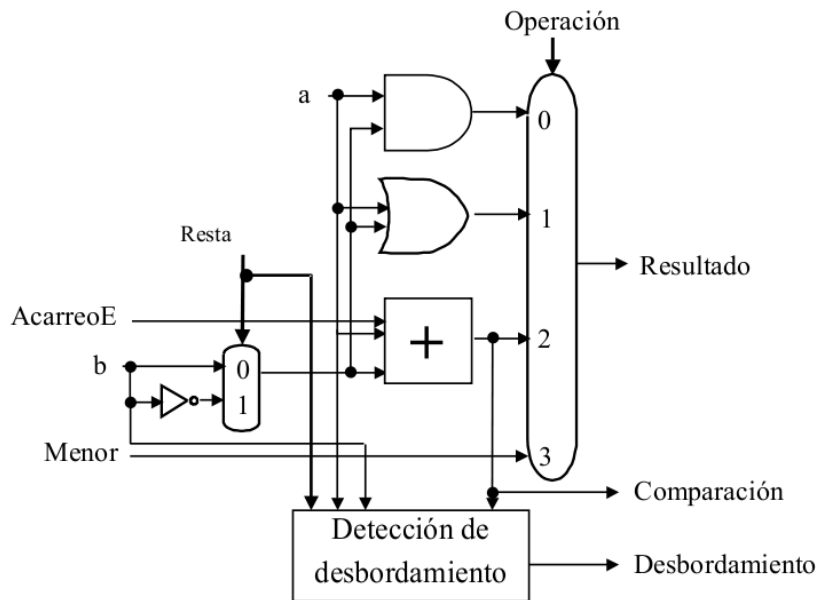 Operación
a
0
1
Resta
Resultado
AcarreoE
+
2
b
0
1
Menor
3
Comparación
Detección de
desbordamiento
Desbordamiento